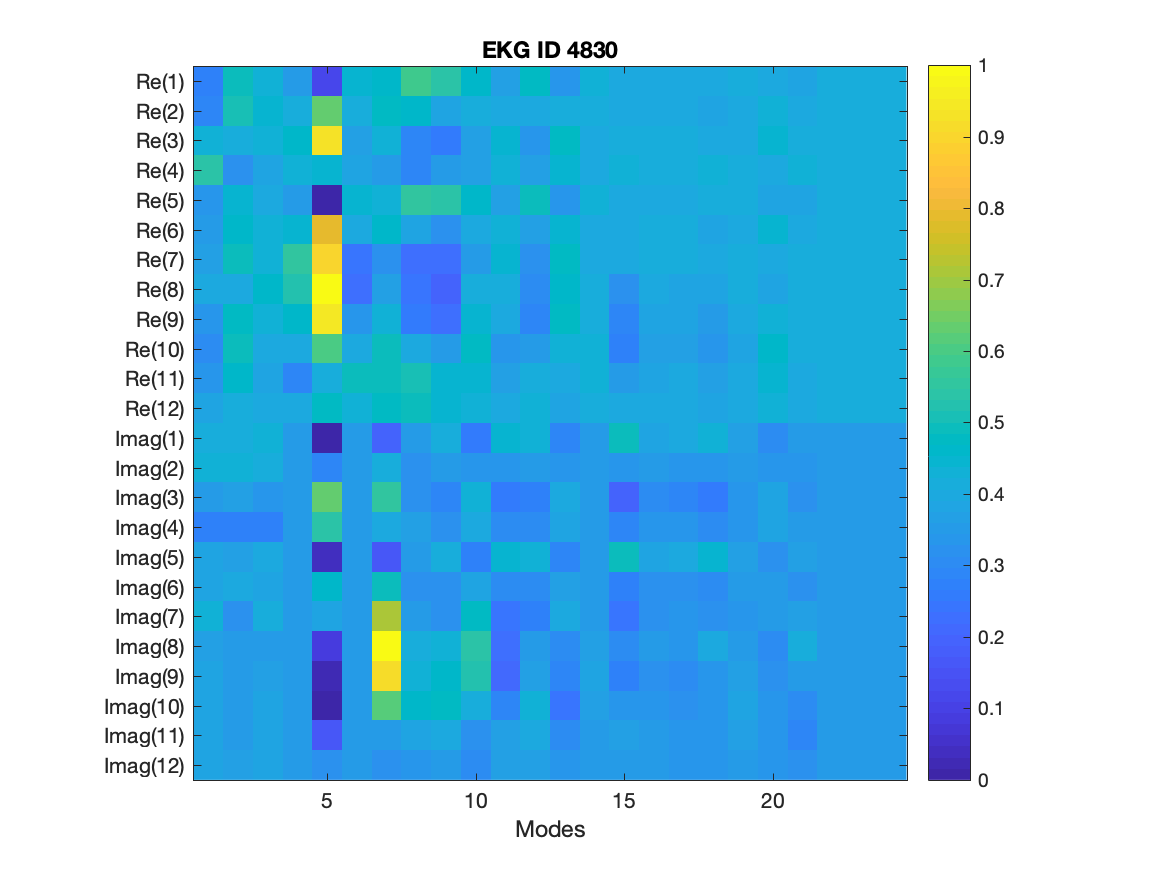 EKG ID 4830
Re(1)
Re(2)
Re(3)
Re(4)
Re(5)
Re(6)
Re(7)
Re(8)
Re(9)
Re(10)
Re(11)
Re(12)
Imag(1)
Imag(2)
Imag(3)
Imag(4)
Imag(5)
Imag(6)
Imag(7)
Imag(8)
Imag(9)
Imag(10)
Imag(11)
Imag(12)
5 10 15 20
Modes
1
0.9
0.8
0.7
0.6
0.5
0.4
0.3
0.2
0.1
0